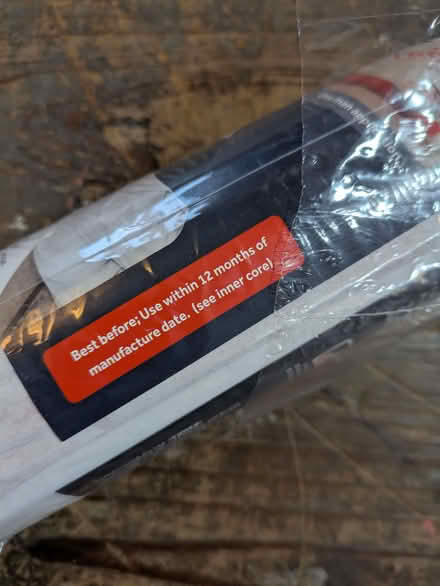 Best before: Use within 12 months of
manufacture date. (see inner core)